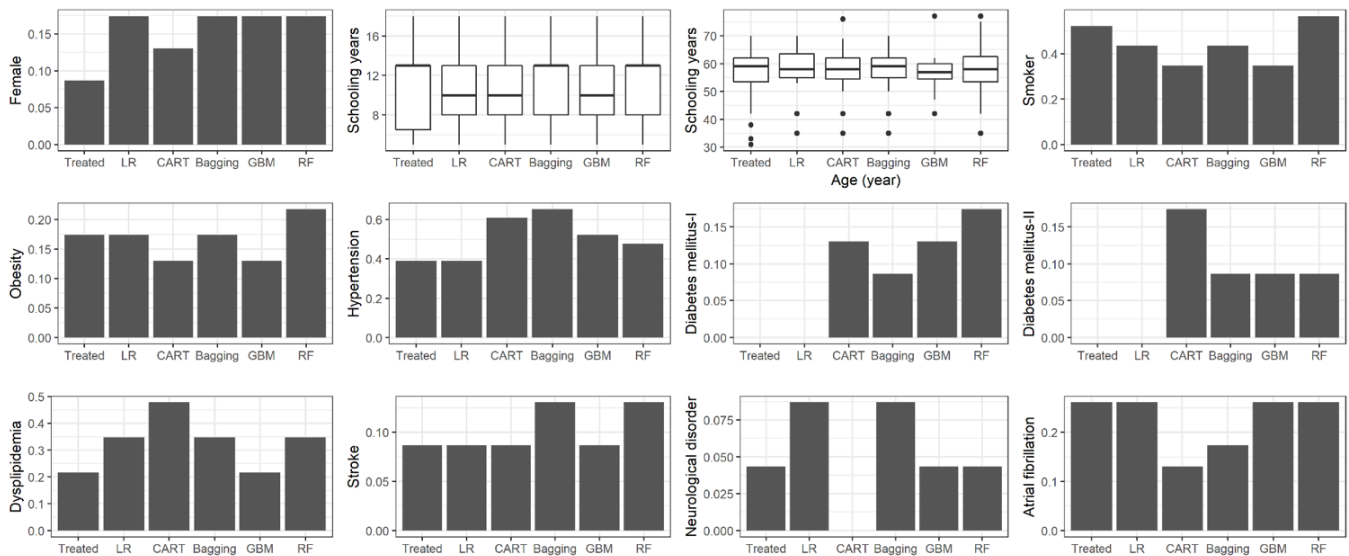 Female
0.15
0.10
0.05
0.00
Treated LR CART Bagging GBM RF
Schooling years
16
12
8
Treated LR CART Bagging GBM RF
Schooling years
70
60
50
40
30
Treated LR CART Bagging GBM RF
Age (year)
Smoker
0.4
0.2
0.0
Treated LR CART Bagging GBM RF
Obesity
0.20
0.15
0.10
0.05
0.00
Treated LR CART Bagging GBM RF
Hypertension
0.6
0.4
0.2
0.0
Treated LR CART Bagging GBM RF
Diabetes mellitus-I
0.15
0.10
0.05
0.00
Treated LR CART Bagging GBM RF
Diabetes mellitus-II
0.15
0.10
0.05
0.00
Treated LR CART Bagging GBM RF
Dysplipidemia
0.5
0.4
0.3
0.2
0.1
0.0
Treated LR CART Bagging GBM RF
Stroke
0.10
0.05
0.00
Treated LR CART Bagging GBM RF
Neurological disorder
0.075
0.050
0.025
0.000
Treated LR CART Bagging GBM RF
Atrial fibrillation
0.2
0.1
0.0
Treated LR CART Bagging GBM RF